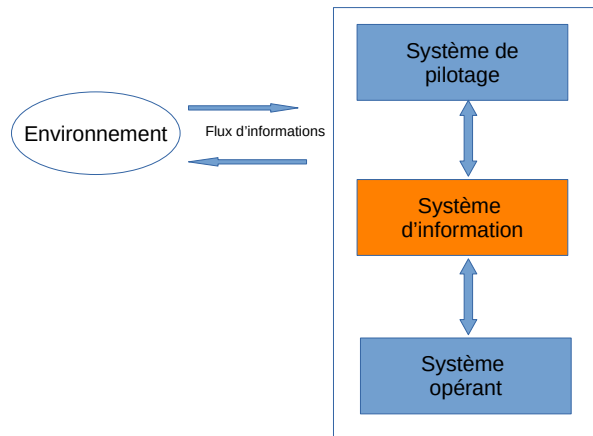 Système de
pilotage
Environnement
Flux d’informations
Système
d’information
Système
opérant